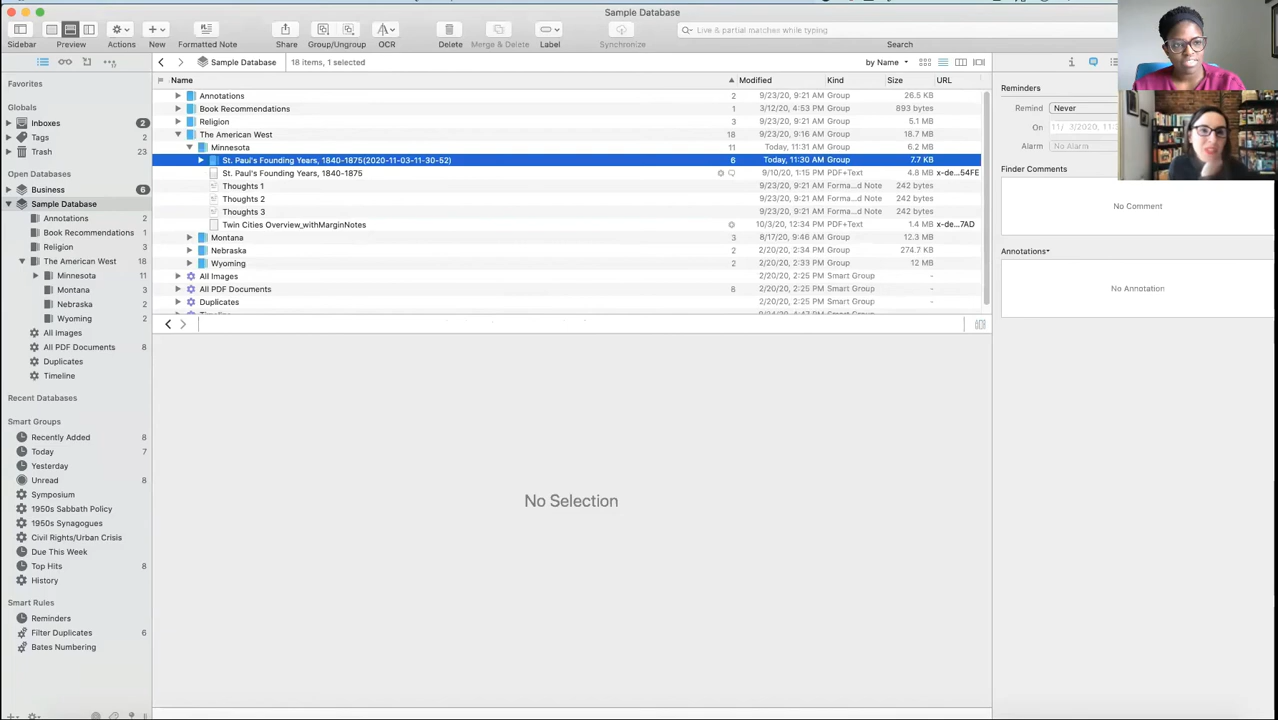 Sample Database
Sidebar Preview Actions New Formatted Note Share Group/Ungroup OCR Delete Merge & Delete Label Synchronize Search
Live & partial matches while typing
Sample Database 18 items, 1 selected by Name
Favorites
Globals
Inboxes 2
Tags 2
Trash 23
Open Databases
Business 6
Sample Database
Annotations 2
Book Recommendations 1
Religion 3
The American West 18
Minnesota 11
Montana 3
Nebraska 2
Wyoming 2
All Images
All PDF Documents 8
Duplicates
Timeline
Recent Databases
Smart Groups
Recently Added 8
Today 7
Yesterday
Unread 8
Symposium
1950s Sabbath Policy
1950s Synagogues
Civil Rights/Urban Crisis
Due This Week
Top Hits 8
History
Smart Rules
Reminders
Filter Duplicates 6
Bates Numbering
Name Modified Kind Size URL
Annotations 2 9/23/20, 9:21 AM Group 26.5 KB
Book Recommendations 1 3/12/20, 4:53 PM Group 893 bytes
Religion 3 9/23/20, 9:21 AM Group 5.1 MB
The American West 18 9/23/20, 9:16 AM Group 18.7 MB
Minnesota 11 Today, 11:31 AM Group 6.2 MB
St. Paul's Founding Years, 1840-1875(2020-11-03-11-30-52) 6 Today, 11:30 AM Group 7.7 KB
St. Paul's Founding Years, 1840-1875 9/10/20, 1:15 PM PDF+Text 4.8 MB x-de...54FE
Thoughts 1 9/23/20, 9:21 AM Forma...d Note 242 bytes
Thoughts 2 9/23/20, 9:21 AM Forma...d Note 242 bytes
Thoughts 3 9/23/20, 9:21 AM Forma...d Note 242 bytes
Twin Cities Overview_withMarginNotes 10/3/20, 12:34 PM PDF+Text 1.4 MB x-de...7AD
Montana 3 8/17/20, 9:46 AM Group 12.3 MB
Nebraska 2 2/20/20, 2:34 PM Group 274.7 KB
Wyoming 2 2/20/20, 2:33 PM Group 12 MB
All Images 2/20/20, 2:25 PM Smart Group -
All PDF Documents 8 2/20/20, 2:25 PM Smart Group -
Duplicates 2/20/20, 2:25 PM Smart Group -
No Selection
Reminders
Remind Never
On
Alarm No Alarm
Finder Comments
No Comment
Annotations
No Annotation